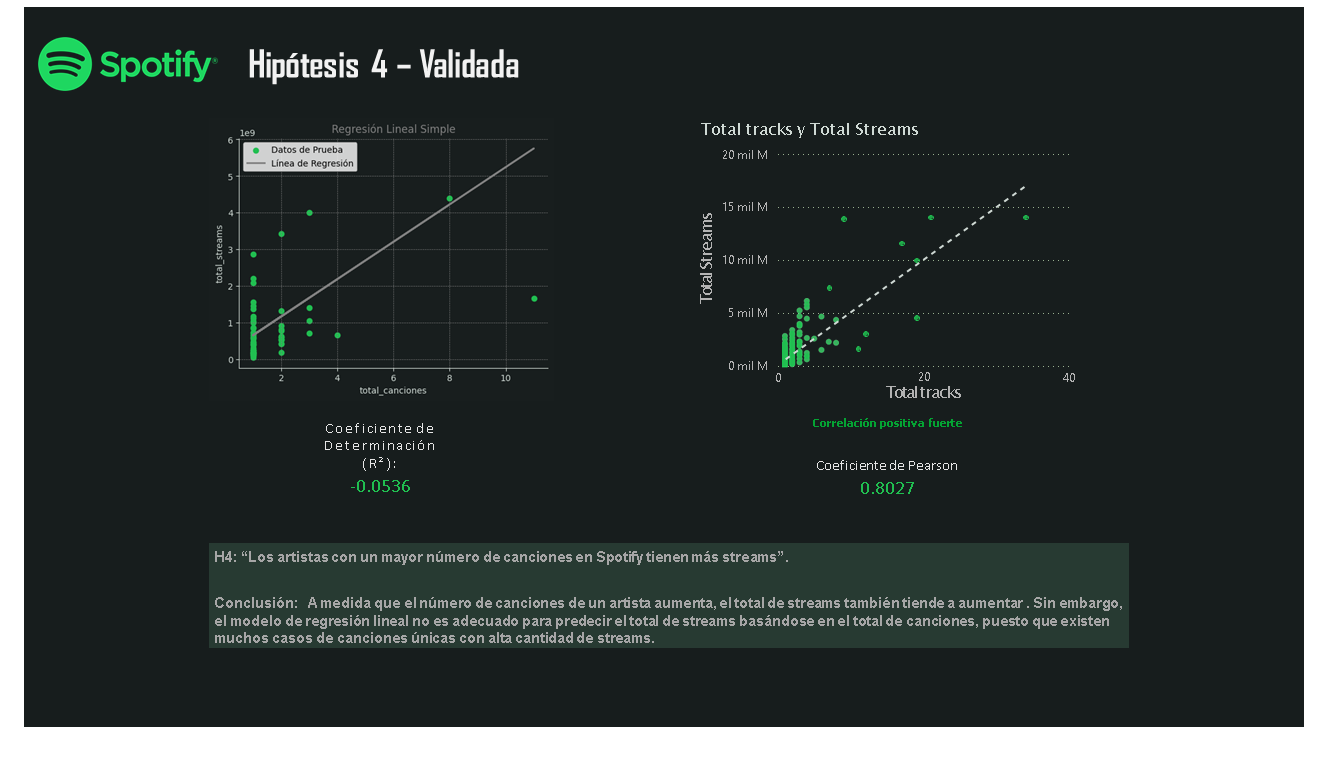 Spotify®
Hipótesis 4 – Validada
Regresión Lineal Simple
1e9
Datos de Prueba
Línea de Regresión
6
5
4
3
2
1
0
total_streams
2 4 6 8 10
total_canciones
Coeficiente de
Determinación
(R²):
-0.0536
Total tracks y Total Streams
20 mil M
15 mil M
10 mil M
5 mil M
0 mil M
Total Streams
0 20 40
Total tracks
Correlación positiva fuerte
Coeficiente de Pearson
0.8027
H4: “Los artistas con un mayor número de canciones en Spotify tienen más streams”.
Conclusión: A medida que el número de canciones de un artista aumenta, el total de streams también tiende a aumentar . Sin embargo,
el modelo de regresión lineal no es adecuado para predecir el total de streams basándose en el total de canciones, puesto que existen
muchos casos de canciones únicas con alta cantidad de streams.